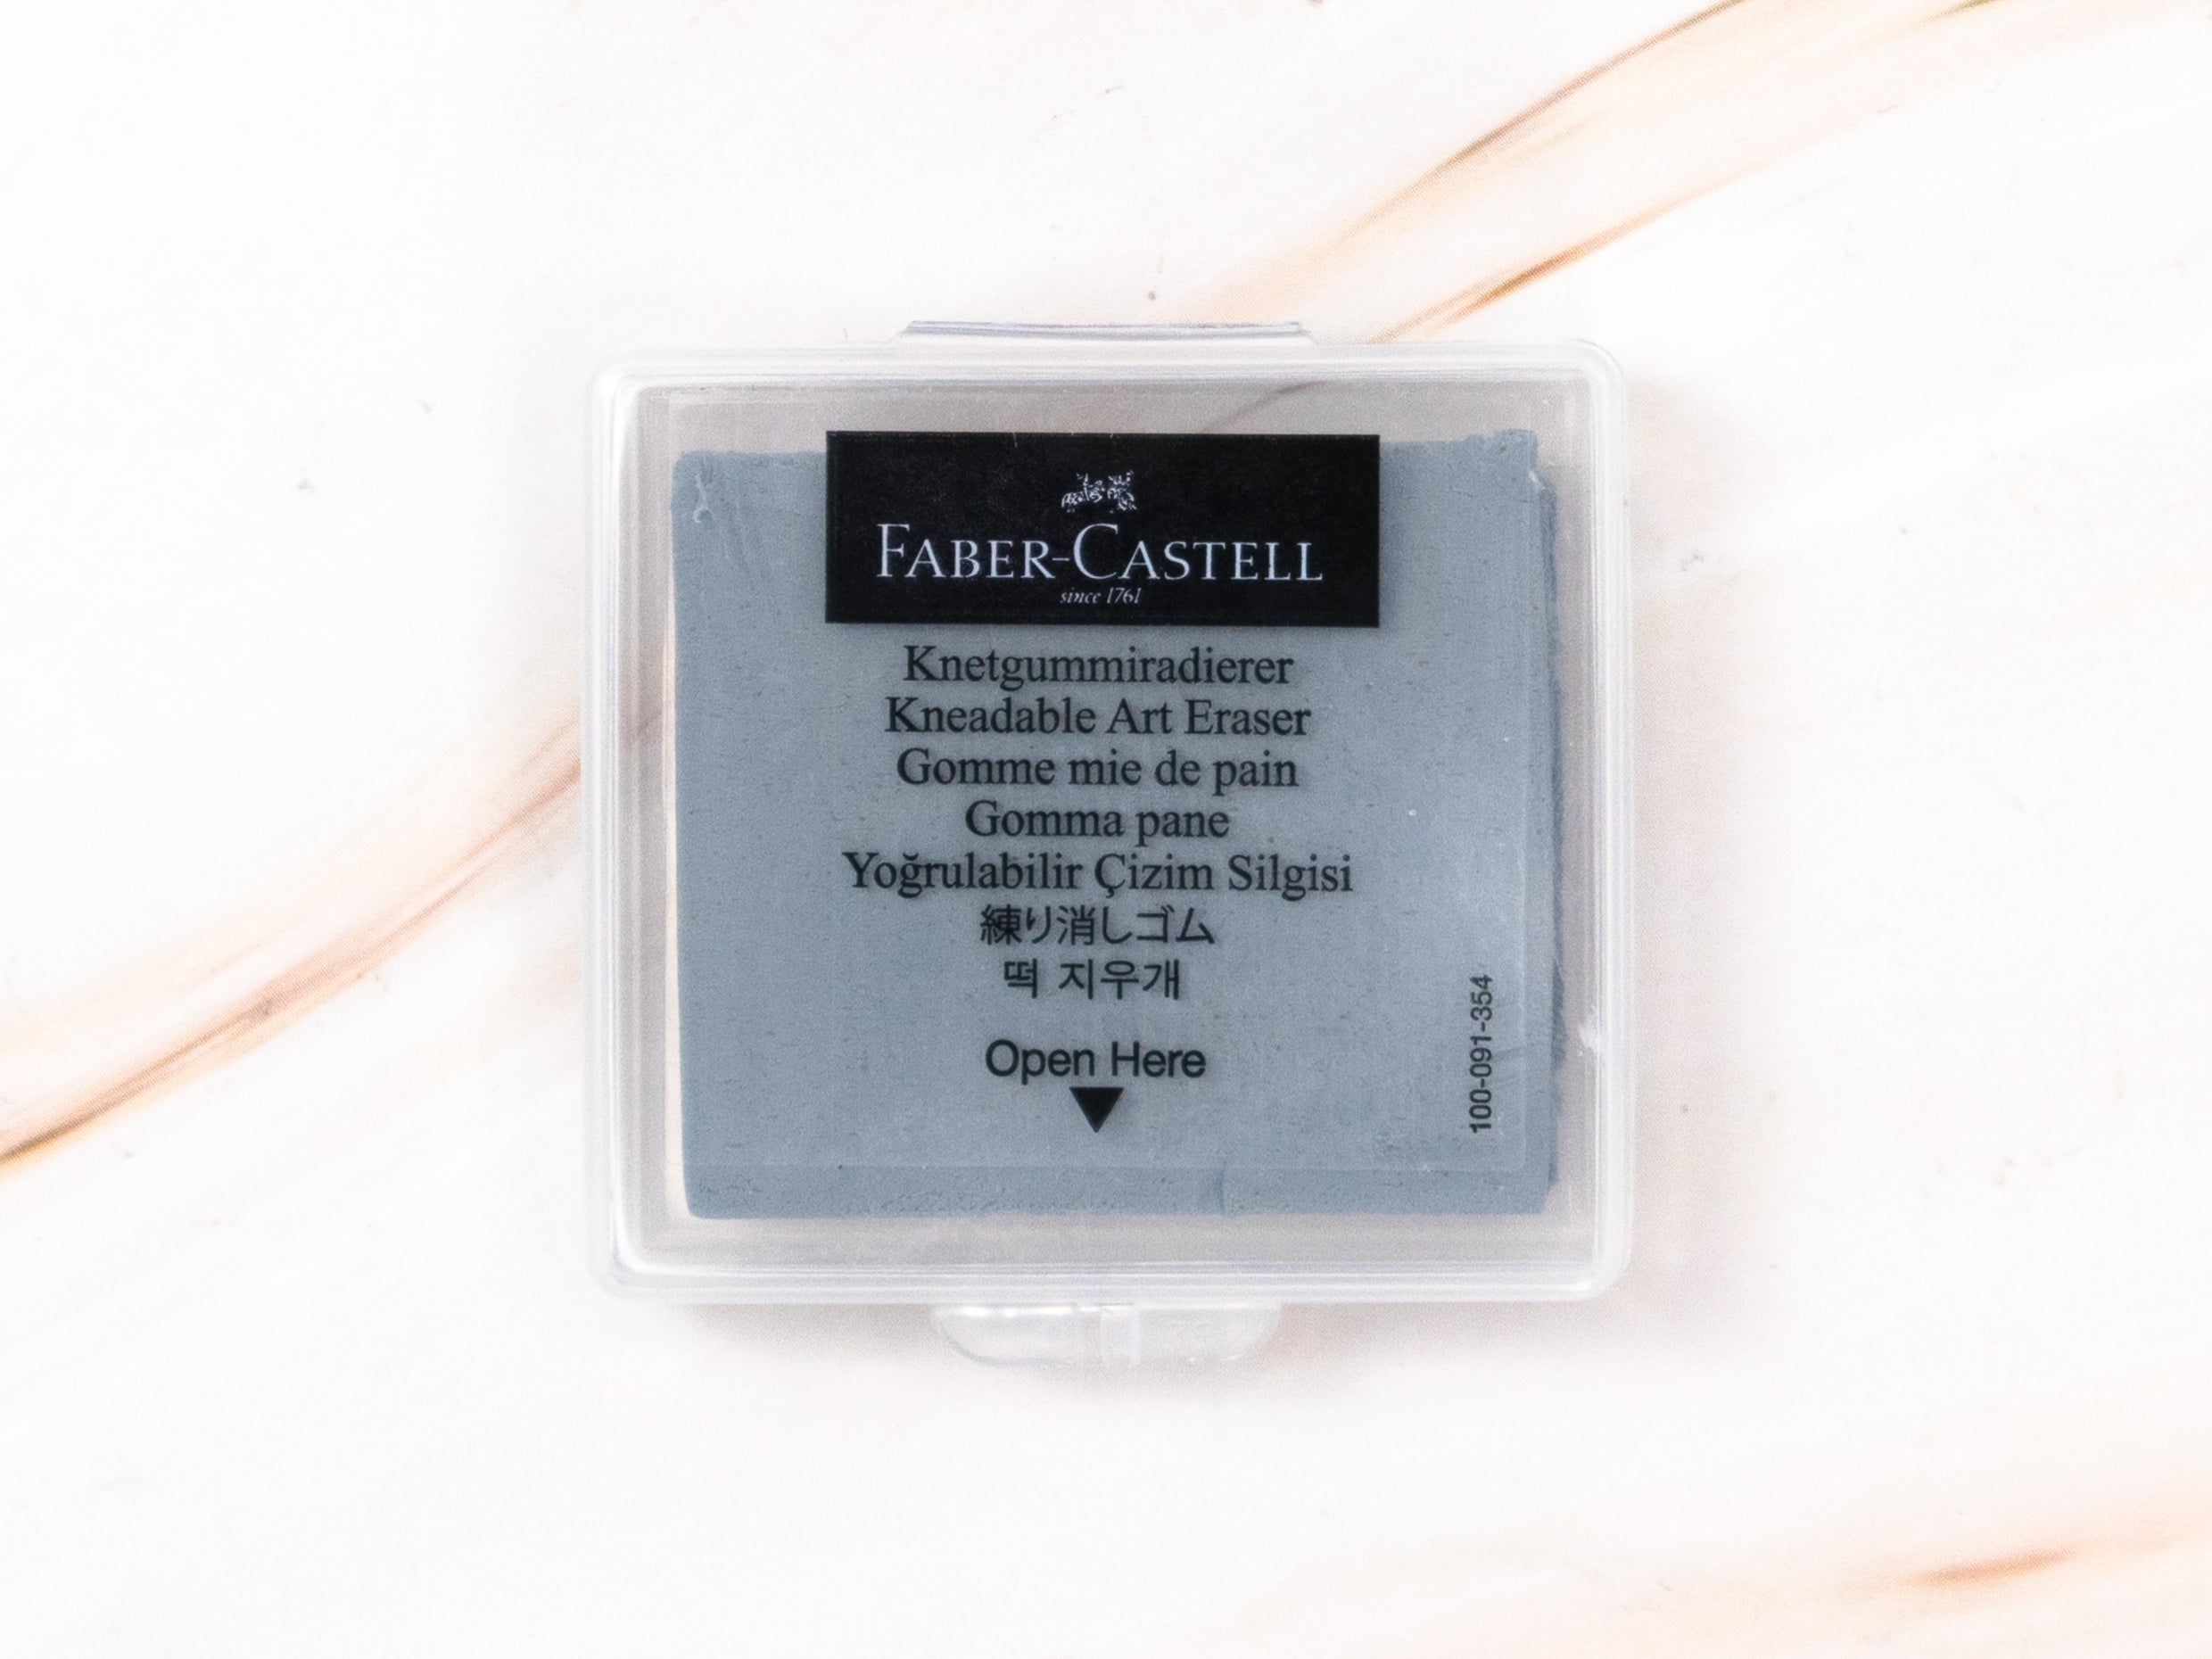 FABER-CASTELL
since 1761
Knetgummiradierer
Kneadable Art Eraser
Gomme mie de pain
Gomma pane
Yoğrulabilir Çizim Silgisi
練り消しゴム
떡 지우개
Open Here
100-091-354